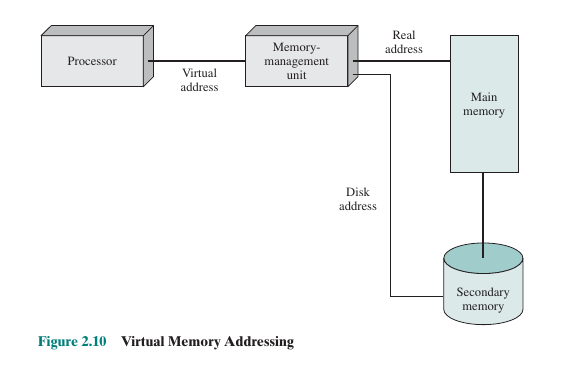 Processor
Virtual
address
Memory-
management
unit
Real
address
Main
memory
Disk
address
Secondary
memory
Figure 2.10 Virtual Memory Addressing